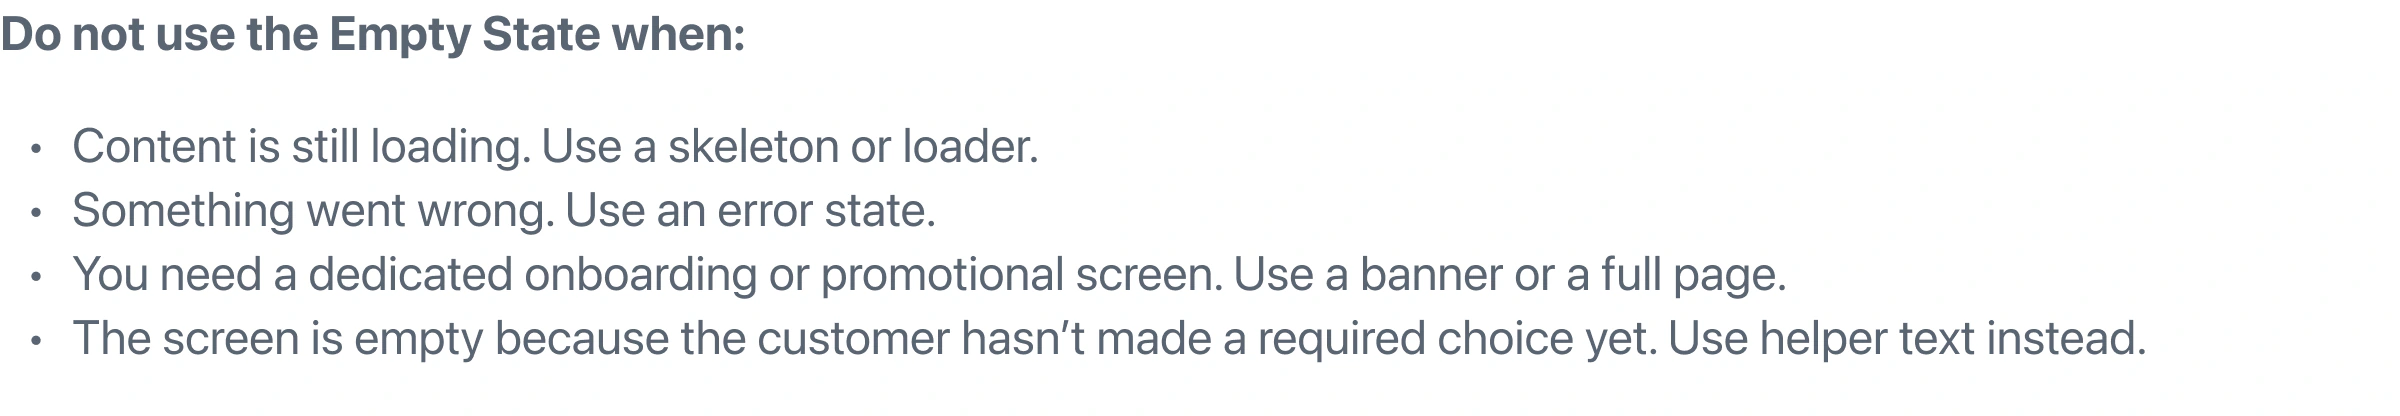 Do not use the Empty State when:
• Content is still loading. Use a skeleton or loader.
• Something went wrong. Use an error state.
• You need a dedicated onboarding or promotional screen. Use a banner or a full page.
• The screen is empty because the customer hasn’t made a required choice yet. Use helper text instead.